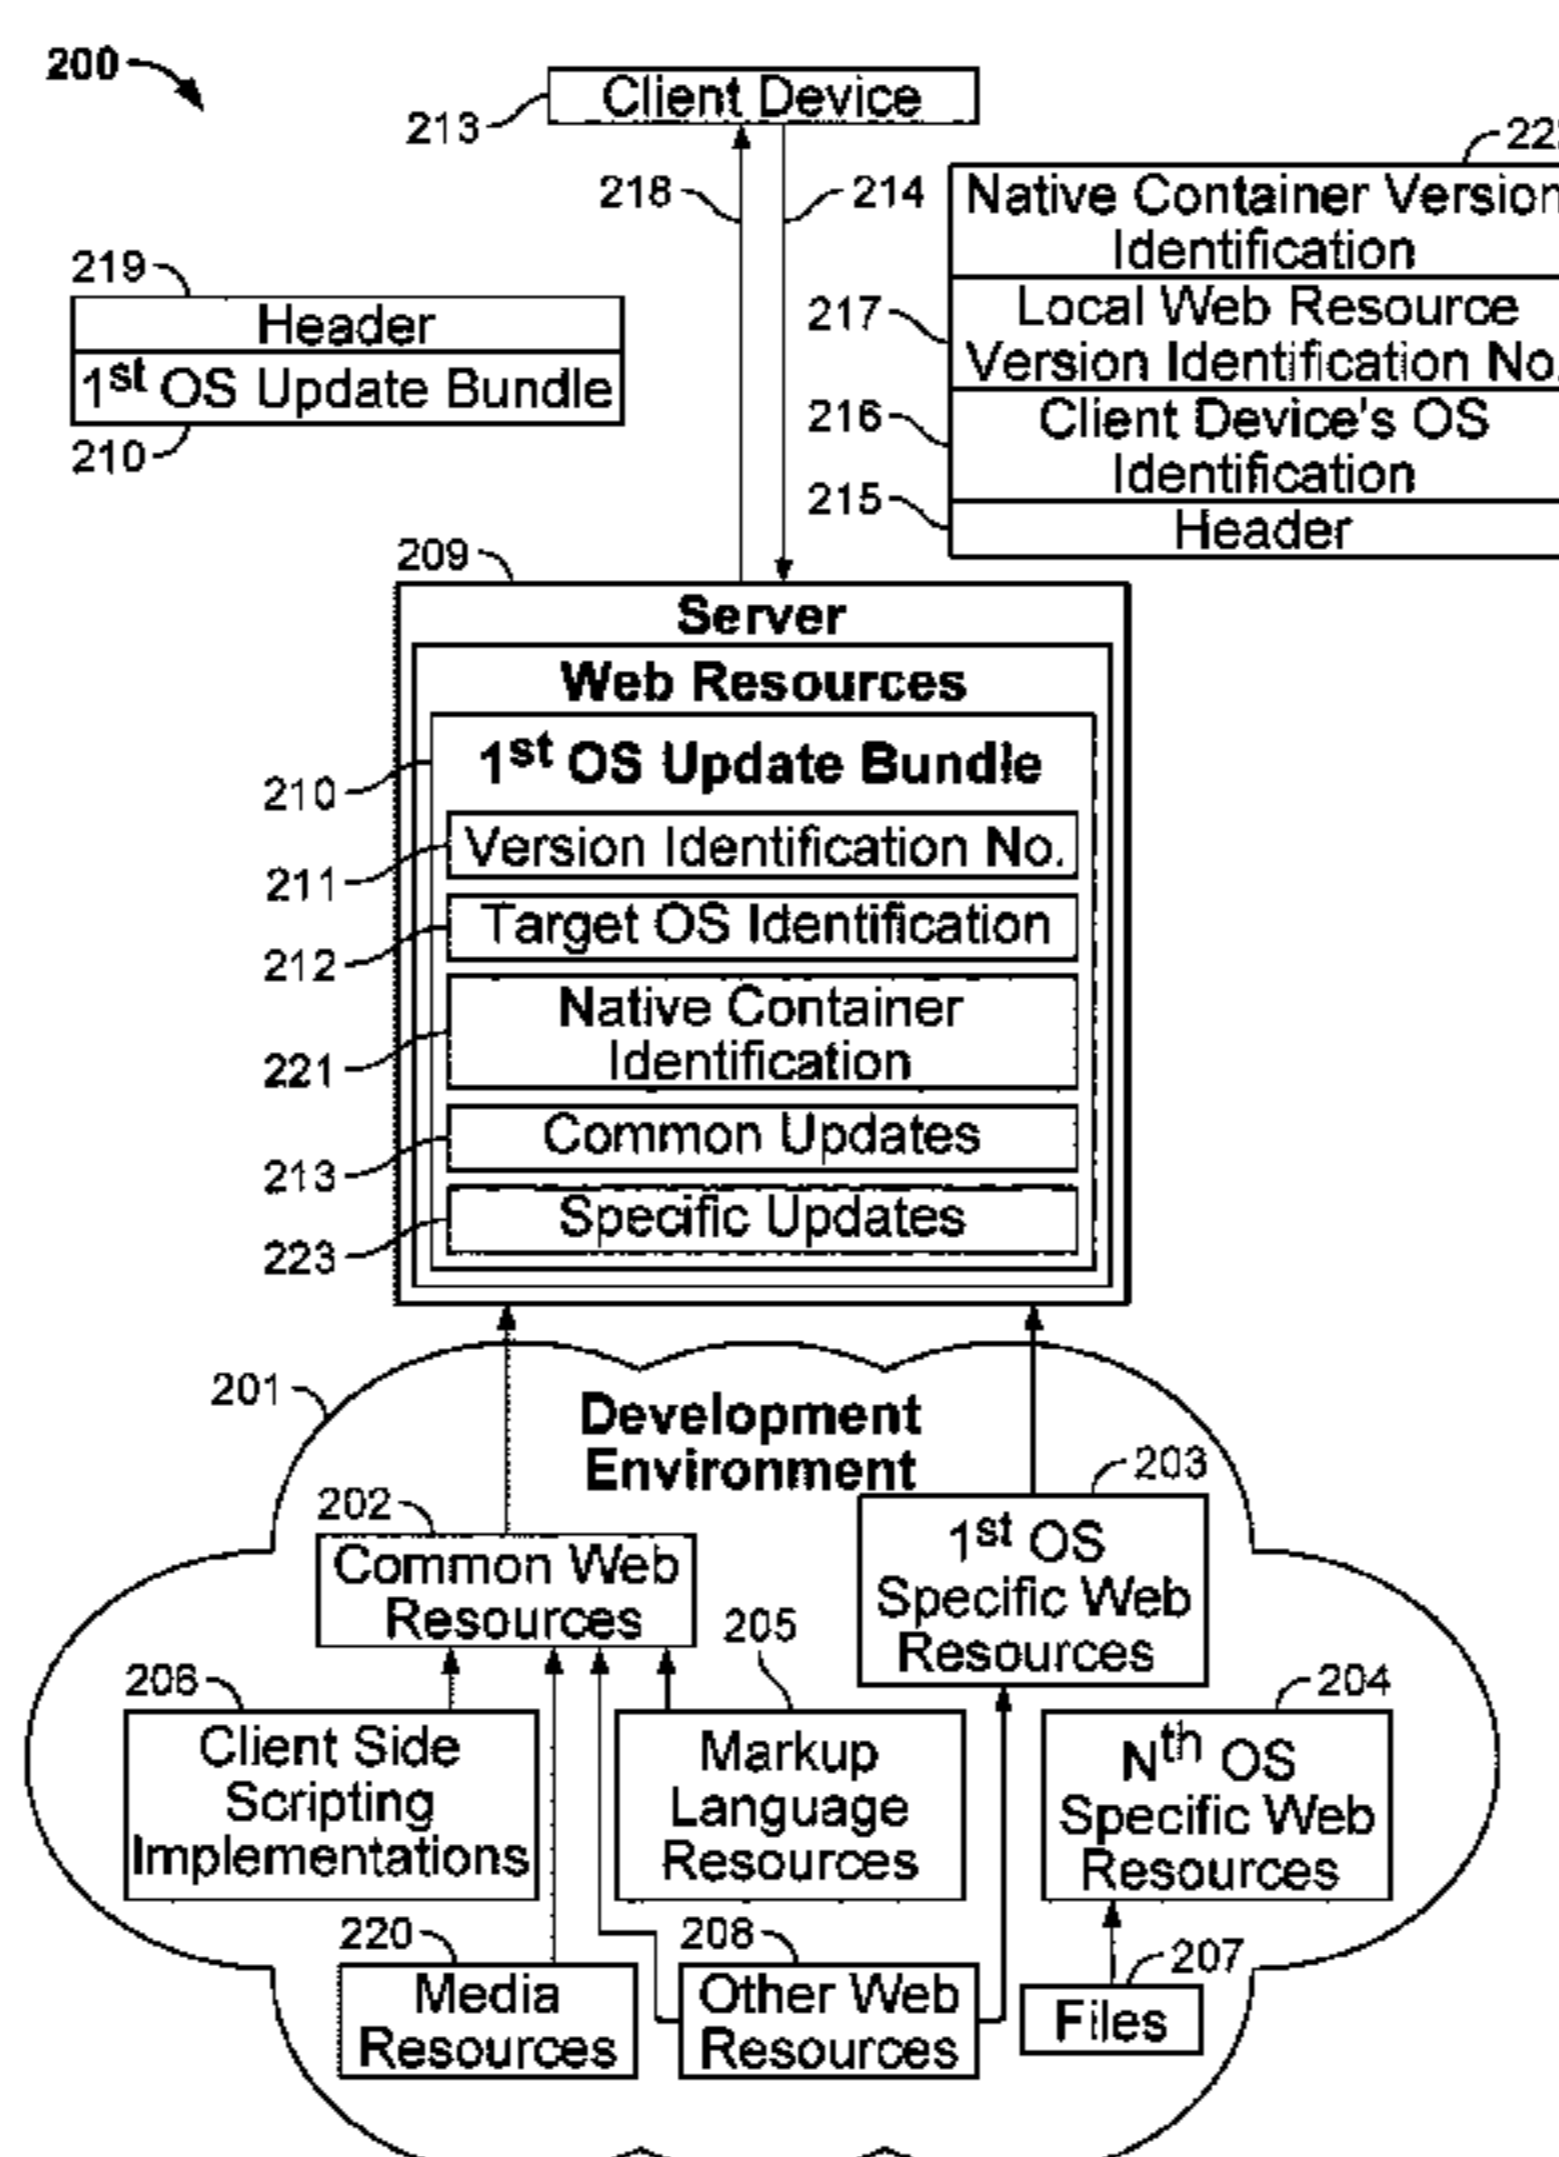 200
Client Device
213
222
218
214
Native Container Version
Identification
219
Header
217
Local Web Resource
Version Identification No.
1st OS Update Bundle
210
216
Client Device's OS
Identification
215
Header
209
Server
Web Resources
1st OS Update Bundle
210
Version Identification No.
211
Target OS Identification
212
Native Container
Identification
221
Common Updates
213
Specific Updates
223
201
Development
Environment
203
202
1st OS
Specific Web
Resources
Common Web
Resources
205
206
204
Client Side
Scripting
Implementations
Markup
Language
Resources
Nth OS
Specific Web
Resources
220
208
207
Media
Resources
Other Web
Resources
Files